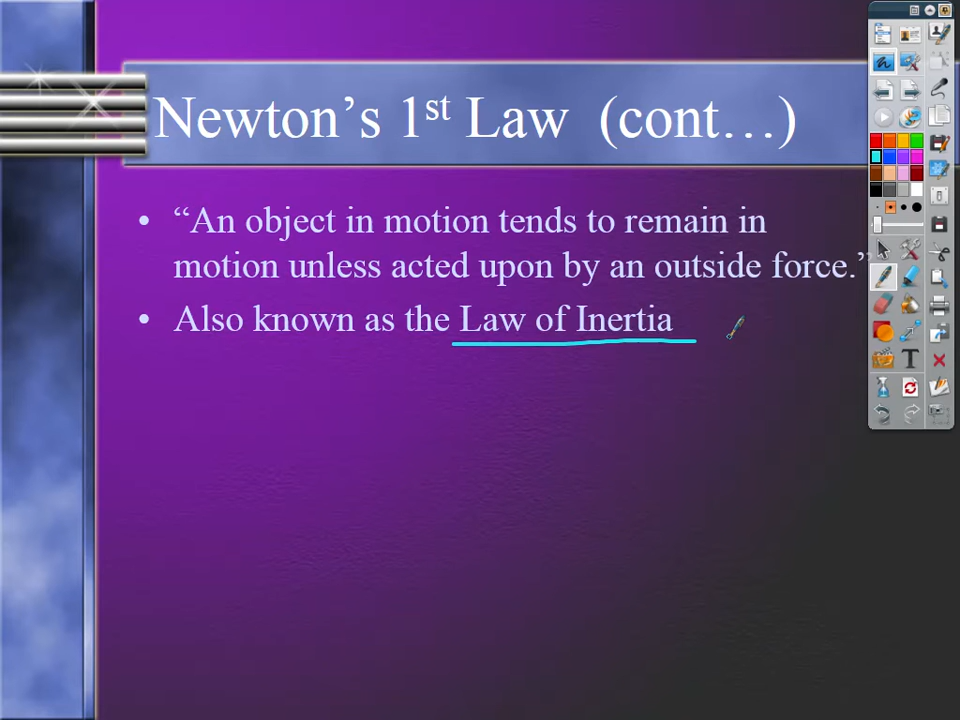 Newton’s 1st Law (cont…)
• “An object in motion tends to remain in
motion unless acted upon by an outside force.”
• Also known as the Law of Inertia